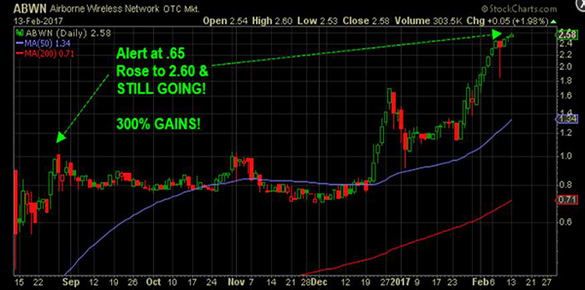 ABWN Airborne Wireless Network OTC Mkt. © StockCharts.com
13-Feb-2017 Open 2.54 High 2.60 Low 2.53 Close 2.58 Volume 303.5K Chg +0.05 (+1.98%)
ABWN (Daily) 2.58
MA(50) 1.34
MA(200) 0.71
Alert at .65
Rose to 2.60 &
STILL GOING!
300% GAINS!
2.58
2.4
2.2
2.0
1.8
1.6
1.4
1.34
1.2
1.0
0.8
0.71
0.6
15 22 Sep 12 19 26 Oct 10 17 24 Nov 7 14 21 28 Dec 12 19 27 2017 9 17 23 Feb 6 13 21 27